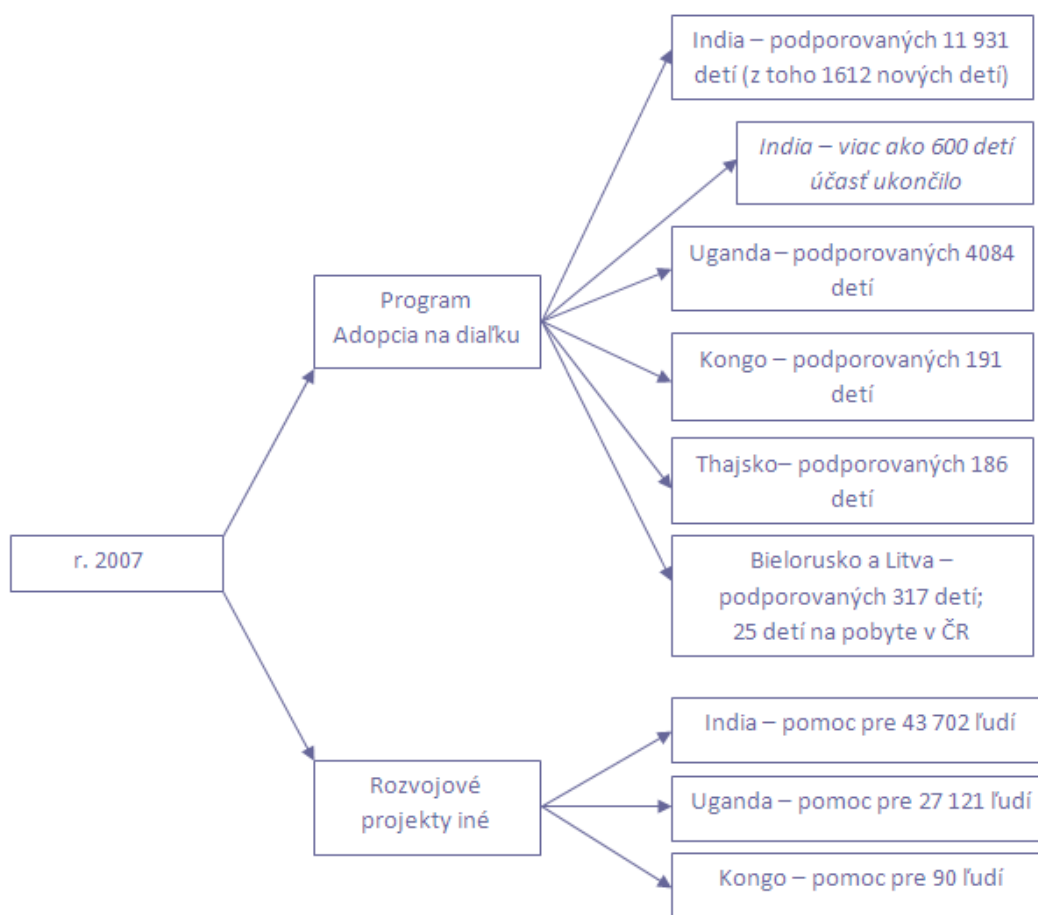 India – podporovaných 11 931
detí (z toho 1612 nových detí)
India – viac ako 600 detí
účasť ukončilo
Uganda – podporovaných 4084
detí
Program
Adopcia na diaľku
Kongo – podporovaných 191
detí
Thajsko– podporovaných 186
detí
r. 2007
Bielorusko a Litva –
podporovaných 317 detí;
25 detí na pobyte v ČR
India – pomoc pre 43 702 ľudí
Rozvojové
projekty iné
Uganda – pomoc pre 27 121 ľudí
Kongo – pomoc pre 90 ľudí